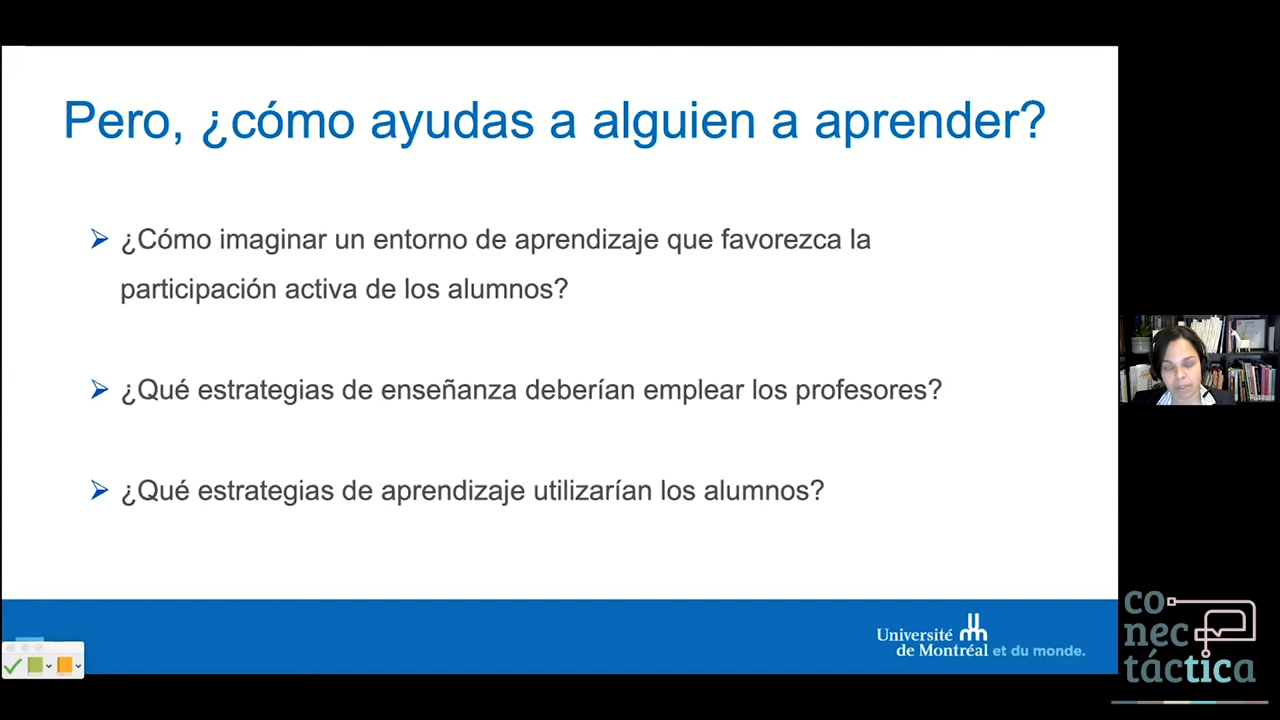 Pero, ¿cómo ayudas a alguien a aprender?
¿Cómo imaginar un entorno de aprendizaje que favorezca la
participación activa de los alumnos?
¿Qué estrategias de enseñanza deberían emplear los profesores?
¿Qué estrategias de aprendizaje utilizarían los alumnos?
Université
de Montréal et du monde.
co
nec
táctica